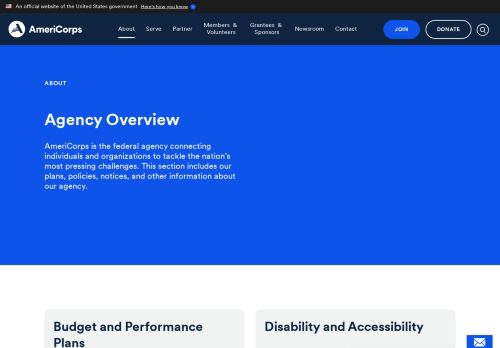 An official website of the United States government Here's how you know
AmeriCorps
About Serve Partner Members & Volunteers Grantees & Sponsors Newsroom Contact JOIN DONATE
ABOUT
Agency Overview
AmeriCorps is the federal agency connecting
individuals and organizations to tackle the nation's
most pressing challenges. This section includes our
plans, policies, notices, and other information about
our agency.
Budget and Performance
Plans
Disability and Accessibility